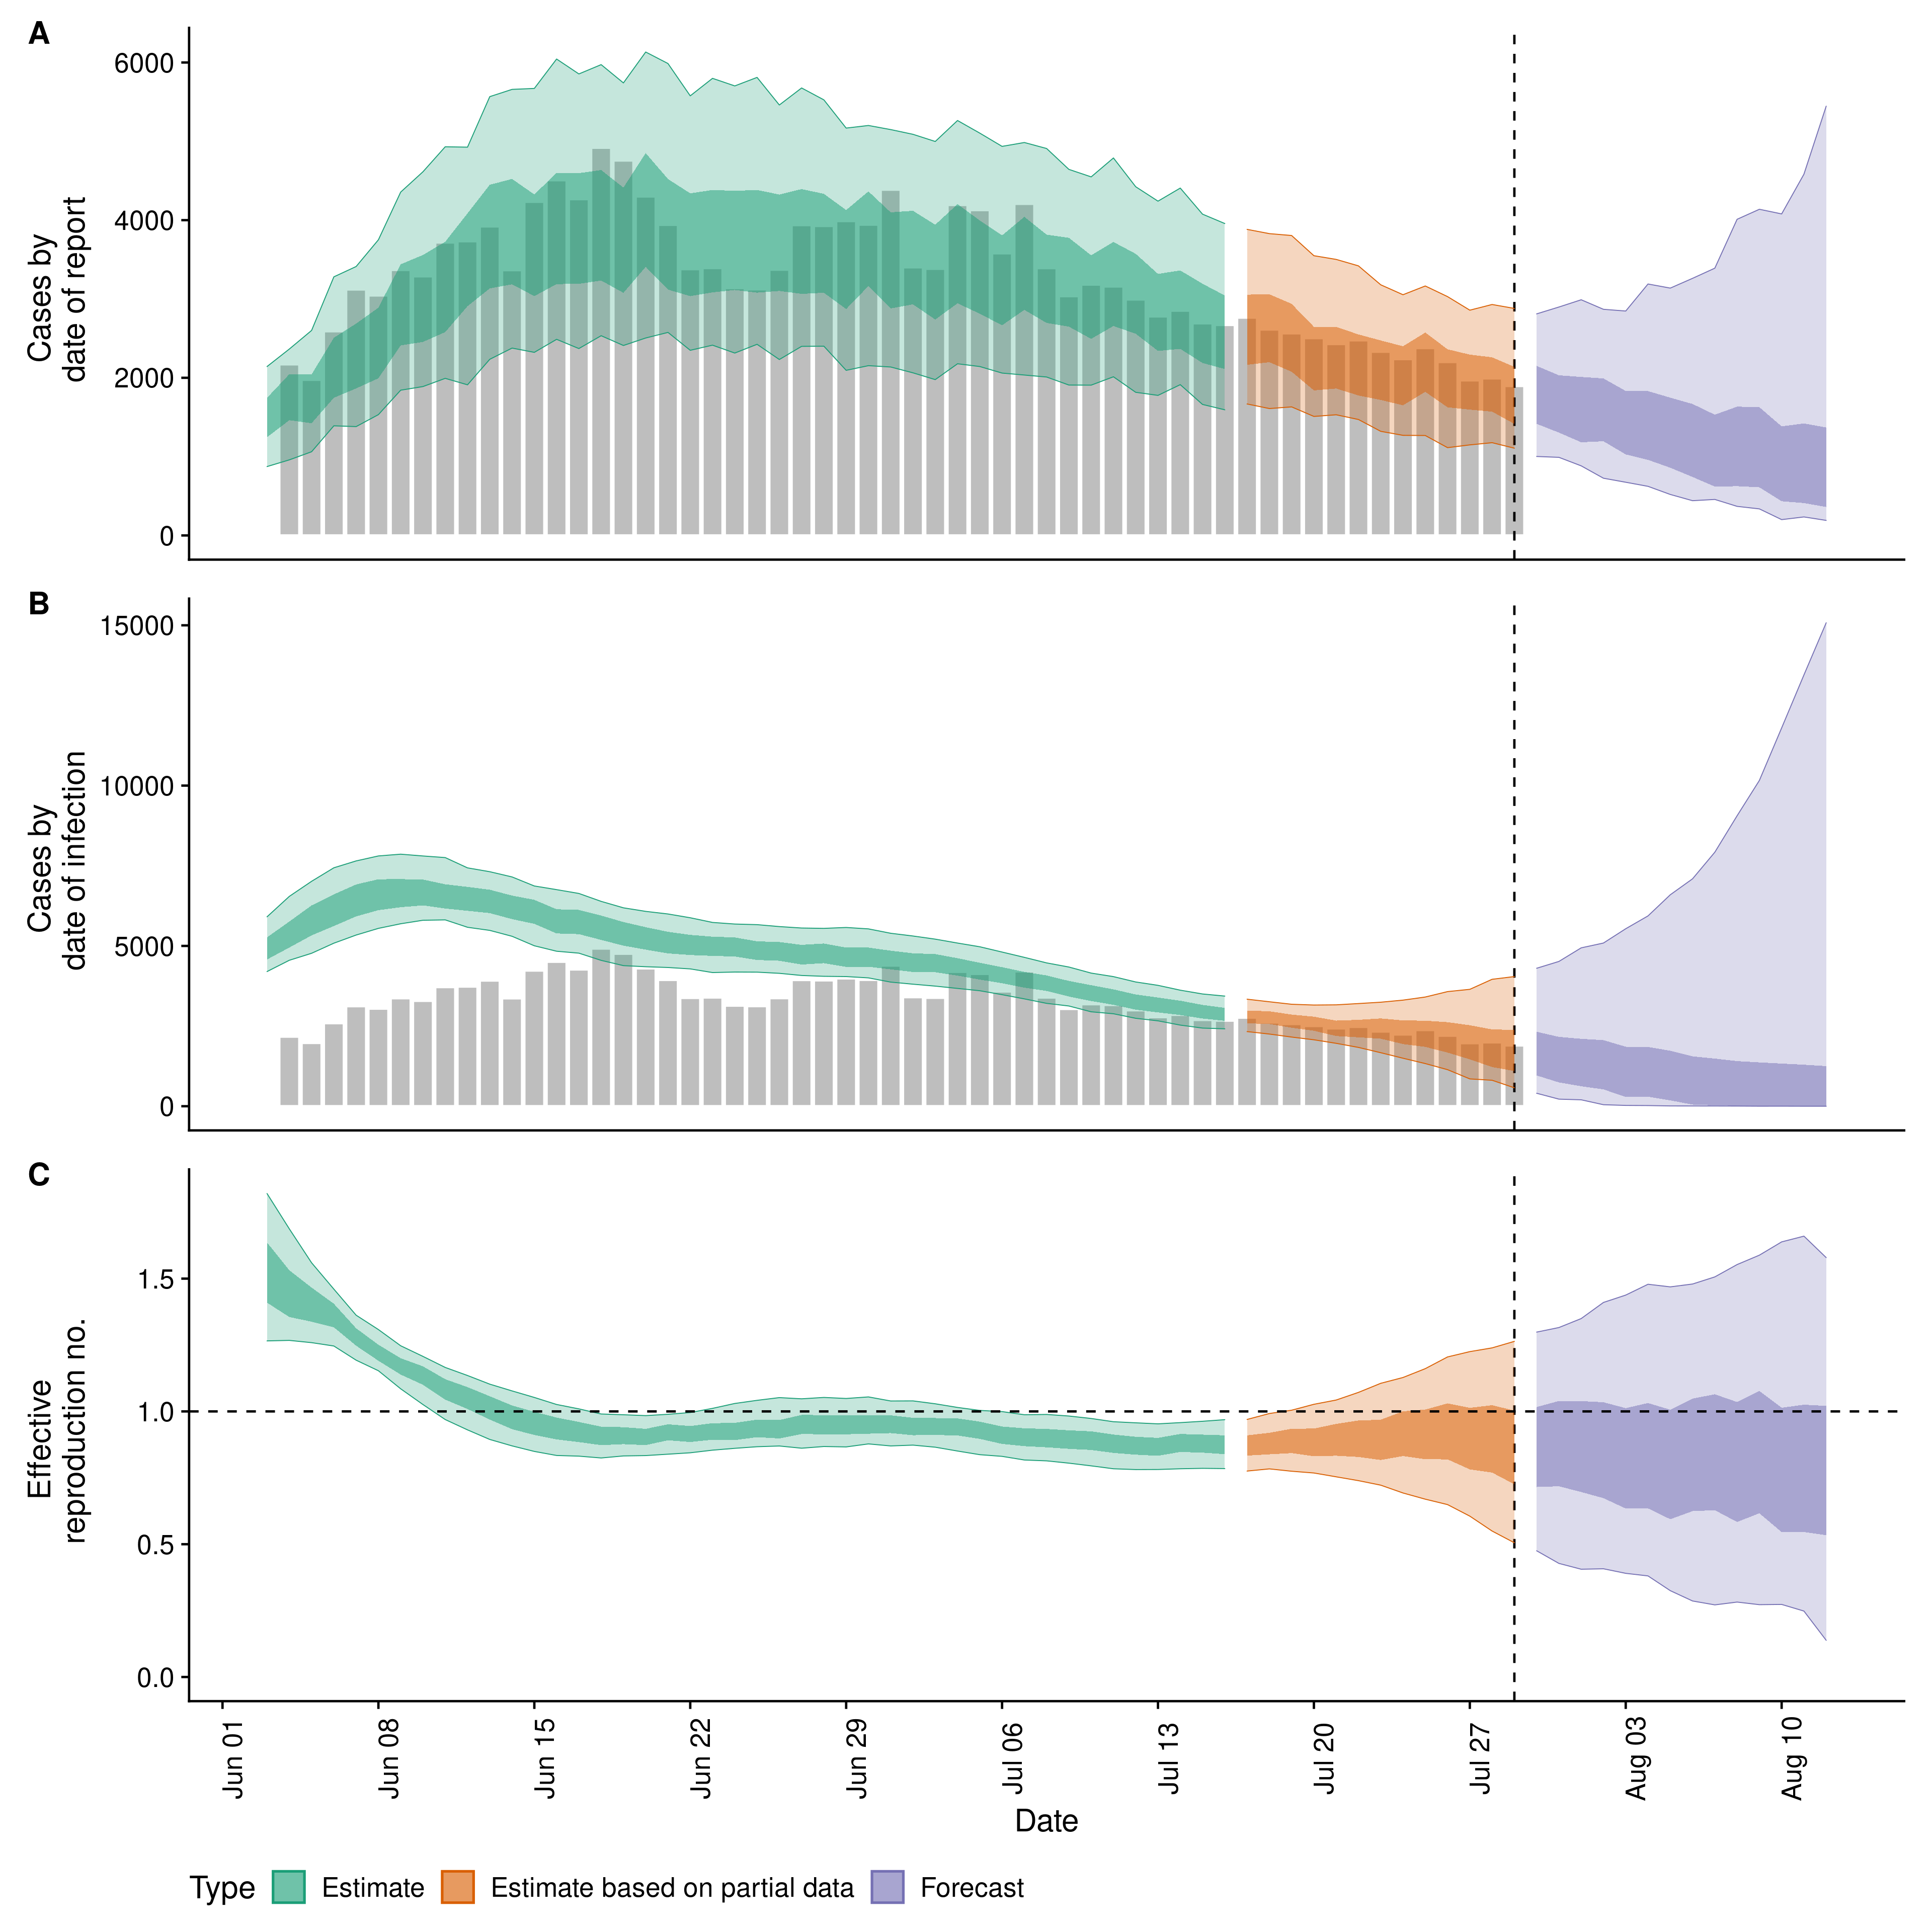 A
6000
4000
2000
0
Cases by
date of report
B
15000
10000
5000
0
Cases by
date of infection
C
1.5
1.0
0.5
0.0
Effective
reproduction no.
Jun 01
Jun 08
Jun 15
Jun 22
Jun 29
Jul 06
Jul 13
Jul 20
Jul 27
Aug 03
Aug 10
Date
Type Estimate Estimate based on partial data Forecast